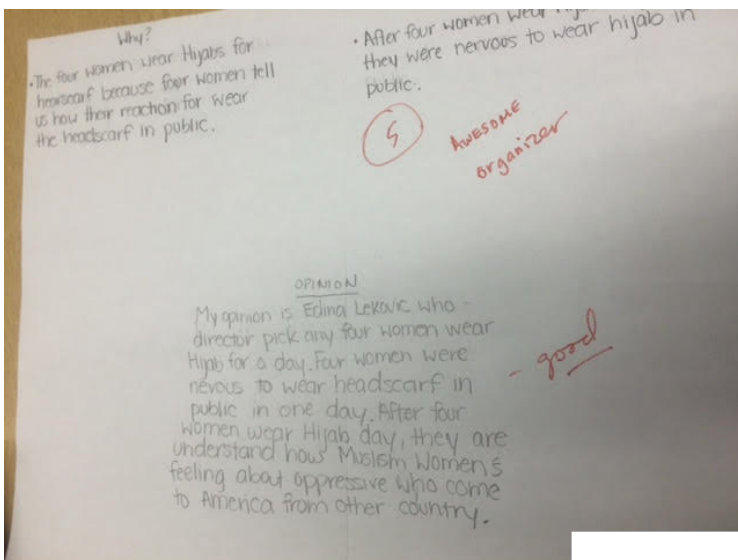 Why?
• The four women wear Hijabs for
because four women tell
us how their reaction for wear
the headscarf in public.
• After four women wear
they were nervous to wear hijab in
public.
5
AWESOME
organizer
OPINION
My opinion is Edina Lekovic who
director pick any four women wear
Hijab for a day. Four women were
nevous to wear headscarf in
public in one day. After four
women wear Hijab day, they are
understand how Muslism Women's
feeling about oppressive who come
to America from other country.
- good